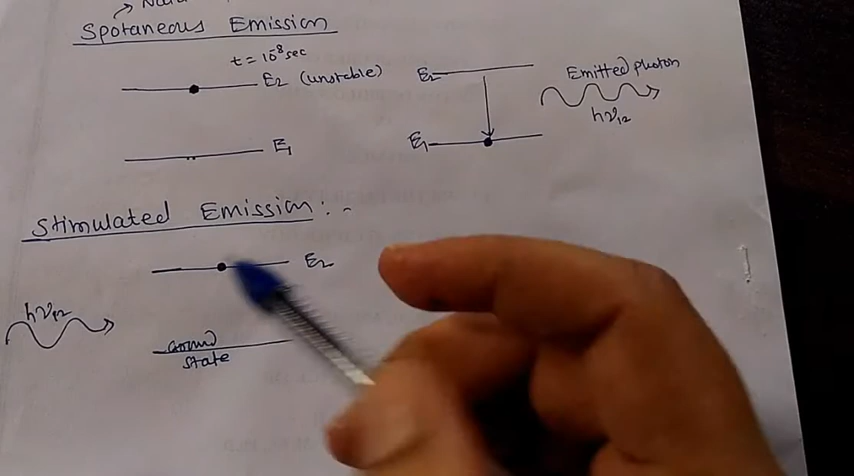 Spotaneous Emission
t = 10⁻⁸ sec
E₂ (unstable)
E₁
E₂
E₁
Emitted photon
hν₁₂
Stimulated Emission:-
E₂
hν₁₂
Ground
state